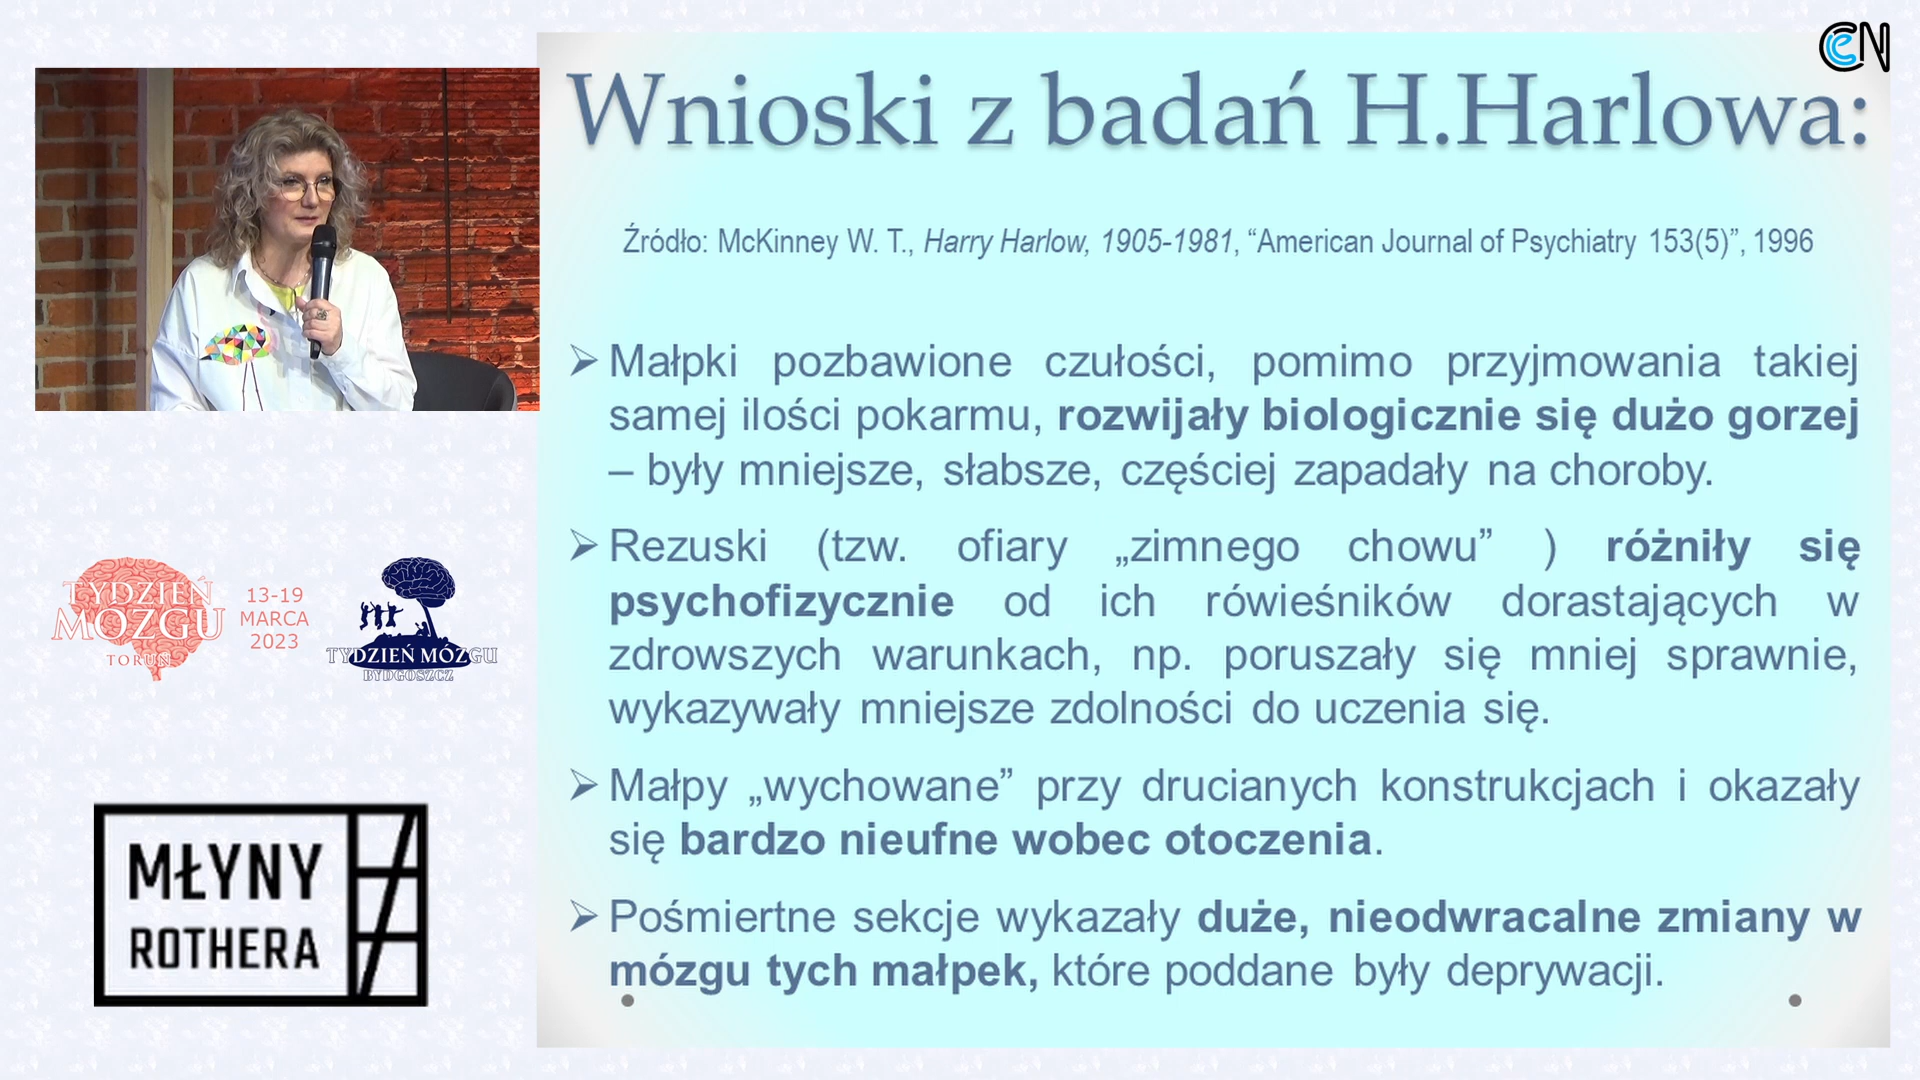 CEN
Wnioski z badań H.Harlowa:
Źródło: McKinney W. T., Harry Harlow, 1905-1981, “American Journal of Psychiatry 153(5)”, 1996
➢ Małpki pozbawione czułości, pomimo przyjmowania takiej
samej ilości pokarmu, rozwijały biologicznie się dużo gorzej
– były mniejsze, słabsze, częściej zapadały na choroby.
➢ Rezuski (tzw. ofiary „zimnego chowu” ) różniły się
psychofizycznie od ich rówieśników dorastających w
zdrowszych warunkach, np. poruszały się mniej sprawnie,
wykazywały mniejsze zdolności do uczenia się.
➢ Małpy „wychowane” przy drucianych konstrukcjach i okazały
się bardzo nieufne wobec otoczenia.
➢ Pośmiertne sekcje wykazały duże, nieodwracalne zmiany w
mózgu tych małpek, które poddane były deprywacji.
TYDZIEŃ
MÓZGU
TORUŃ
13-19
MARCA
2023
TYDZIEŃ MÓZGU
BYDGOSZCZ
MŁYNY
ROTHERA